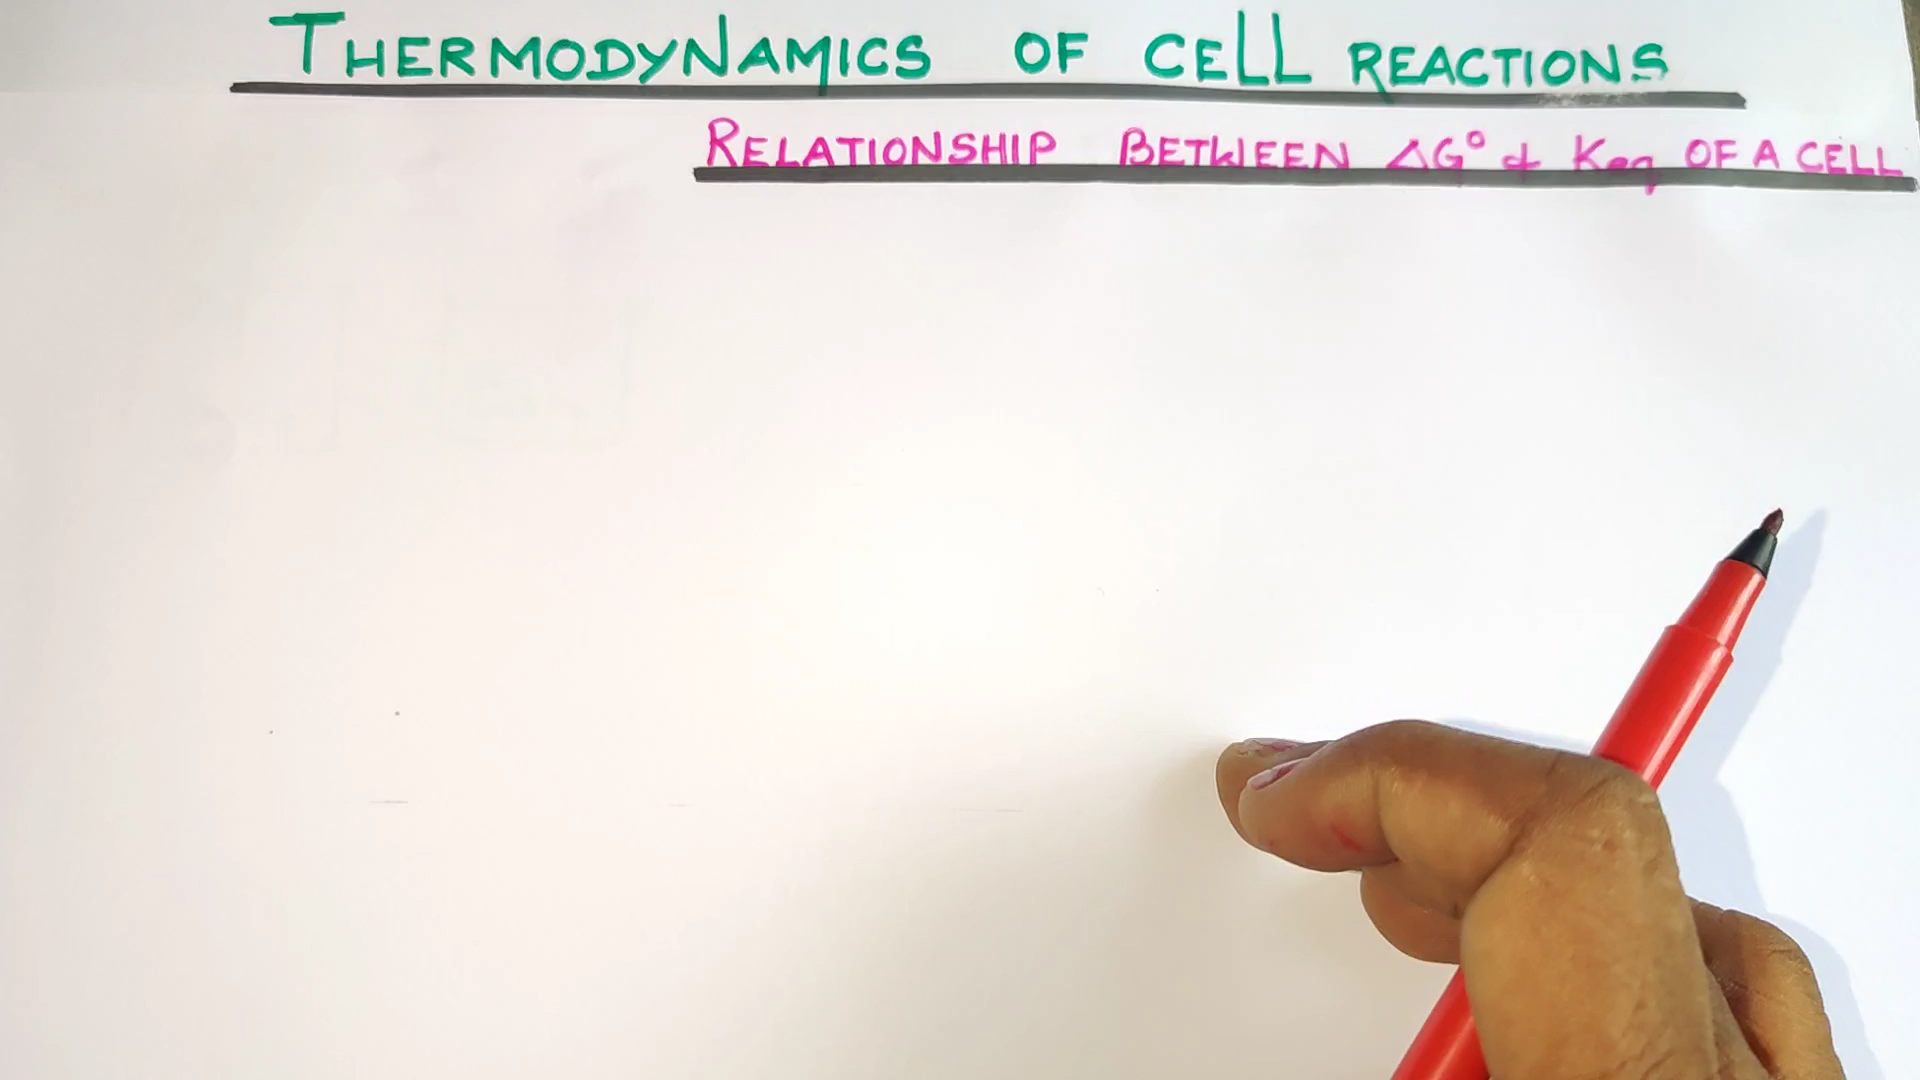 THERMODYNAMICS OF CELL REACTIONS
RELATIONSHIP BETWEEN ΔG° & Keq OF A CELL